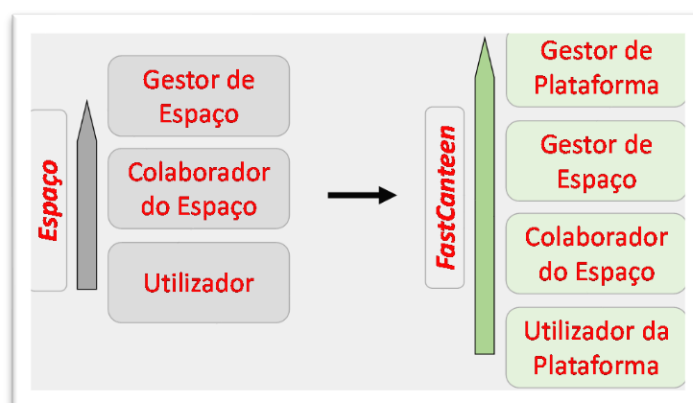 Espaço
Gestor de
Espaço
Colaborador
do Espaço
Utilizador
FastCanteen
Gestor de
Plataforma
Gestor de
Espaço
Colaborador
do Espaço
Utilizador da
Plataforma